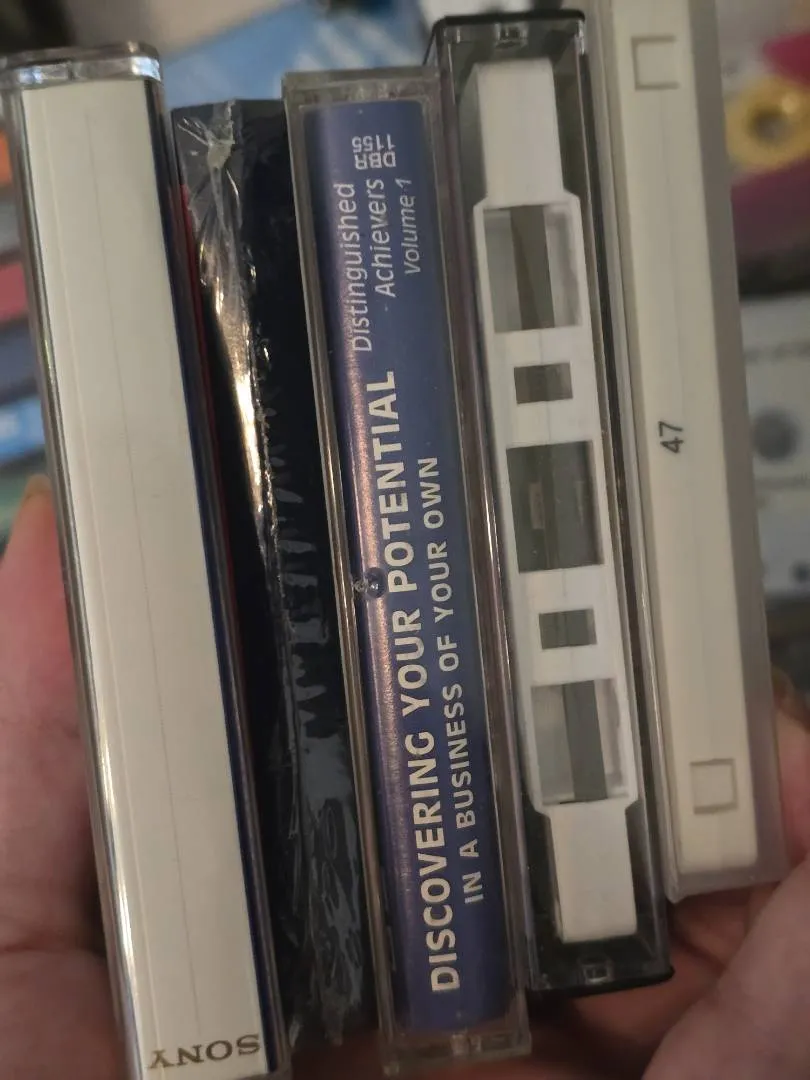 SONY
DBR
1155
Distinguished
Achievers
Volume 1
DISCOVERING YOUR POTENTIAL
IN A BUSINESS OF YOUR OWN
47